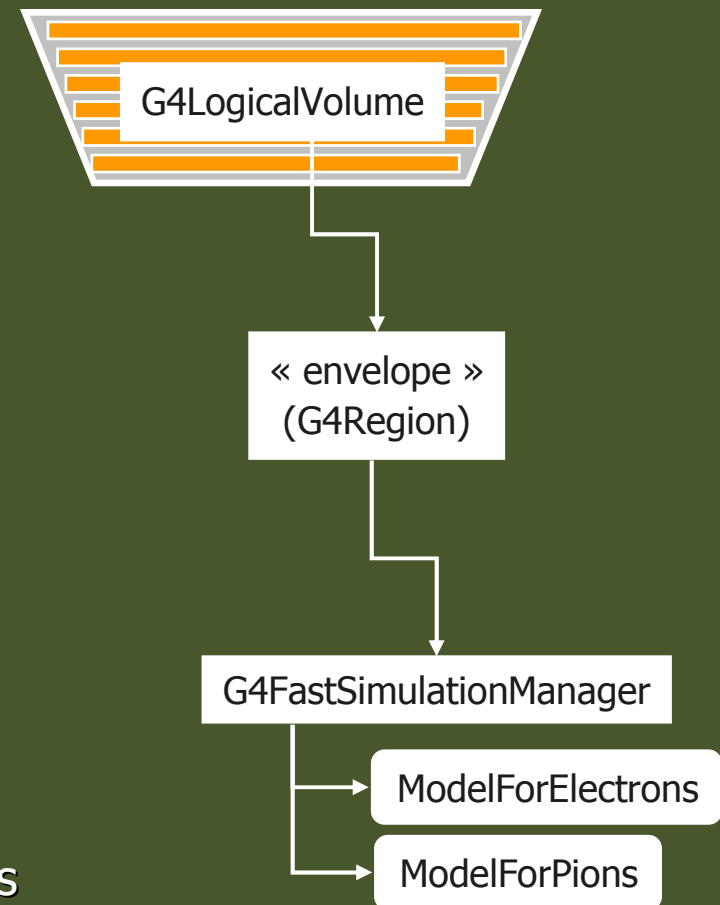 G4LogicalVolume
« envelope »
(G4Region)
G4FastSimulationManager
ModelForElectrons
ModelForPions
s